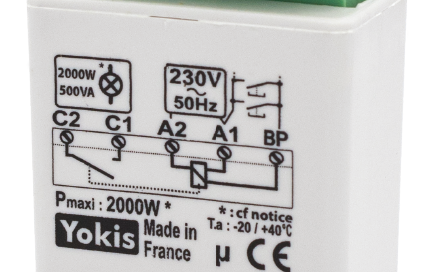 2000W *
500VA
230V
~
50Hz
C2 C1 A2 A1 BP
Pmaxi : 2000W *
* : cf notice
T.a : -20 / +40°C
Yokis Made in
France
µ CE